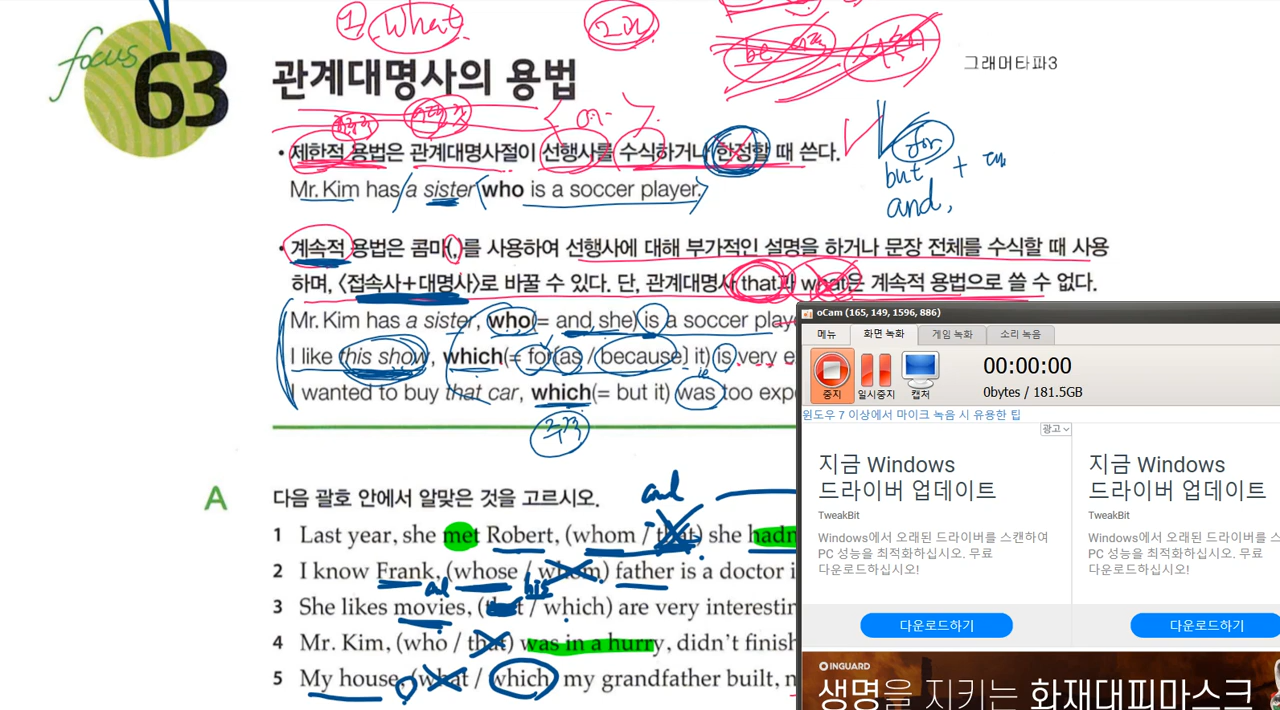 ① What
focus
63
관계대명사의 용법
그래머타파3
• 제한적 용법은 관계대명사절이 선행사를 수식하거나 한정할 때 쓴다.
Mr. Kim has a sister who is a soccer player.
for
but +
and,
• 계속적 용법은 콤마(,)를 사용하여 선행사에 대해 부가적인 설명을 하거나 문장 전체를 수식할 때 사용
하며, <접속사+대명사>로 바꿀 수 있다. 단, 관계대명사 that과 what은 계속적 용법으로 쓸 수 없다.
Mr. Kim has a sister, who(= and she) is a soccer play
I like this show, which(= for(as / because) it) is very e
I wanted to buy that car, which(= but it) was too expe
주격
A
다음 괄호 안에서 알맞은 것을 고르시오.
and
1 Last year, she met Robert, (whom / that) she hadn
2 I know Frank, (whose / whom) father is a doctor i
his
3 She likes movies, (that / which) are very interestin
4 Mr. Kim, (who / that) was in a hurry, didn't finish
5 My house, (what / which) my grandfather built, n
oCam (165, 149, 1596, 886)
메뉴 화면 녹화 게임 녹화 소리 녹음
중지 일시중지 캡처
00:00:00
0bytes / 181.5GB
윈도우 7 이상에서 마이크 녹음 시 유용한 팁
광고
지금 Windows
드라이버 업데이트
TweakBit
Windows에서 오래된 드라이버를 스캔하여
PC 성능을 최적화하십시오. 무료
다운로드하십시오!
다운로드하기
지금 Windows
드라이버 업데이트
TweakBit
Windows에서 오래된 드라이버를 스
PC 성능을 최적화하십시오. 무료
다운로드하십시오!
다운로드하기
INGUARD
생명을 지키는 화재대피마스크